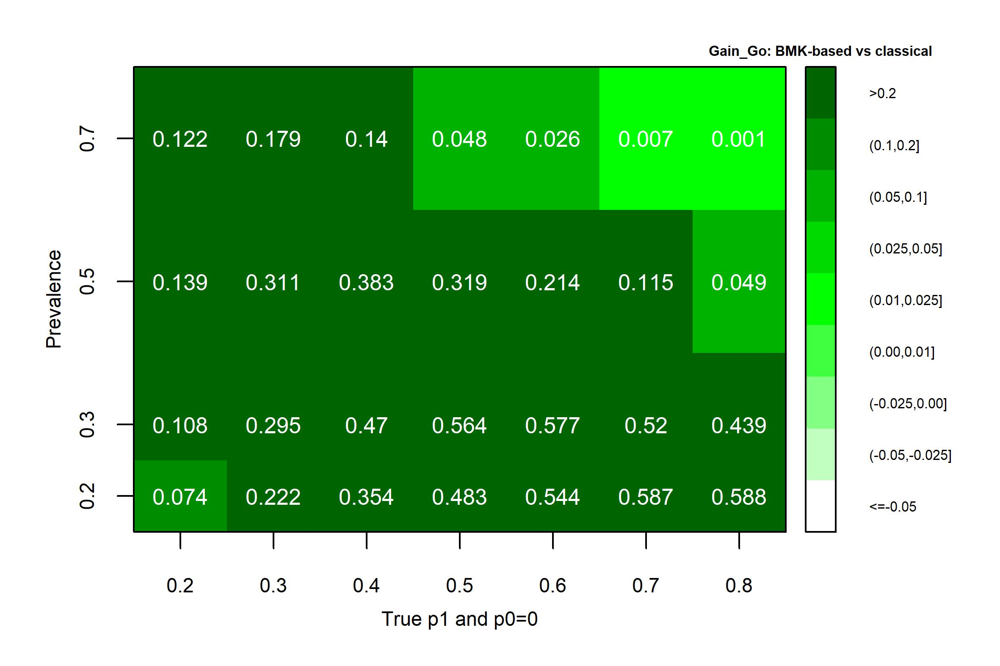 Gain_Go: BMK-based vs classical
0.7 0.122 0.179 0.14 0.048 0.026 0.007 0.001
0.5 0.139 0.311 0.383 0.319 0.214 0.115 0.049
0.3 0.108 0.295 0.47 0.564 0.577 0.52 0.439
0.2 0.074 0.222 0.354 0.483 0.544 0.587 0.588
Prevalence
0.2 0.3 0.4 0.5 0.6 0.7 0.8
True p1 and p0=0
>0.2
(0.1,0.2]
(0.05,0.1]
(0.025,0.05]
(0.01,0.025]
(0.00,0.01]
(-0.025,0.00]
(-0.05,-0.025]
<=-0.05